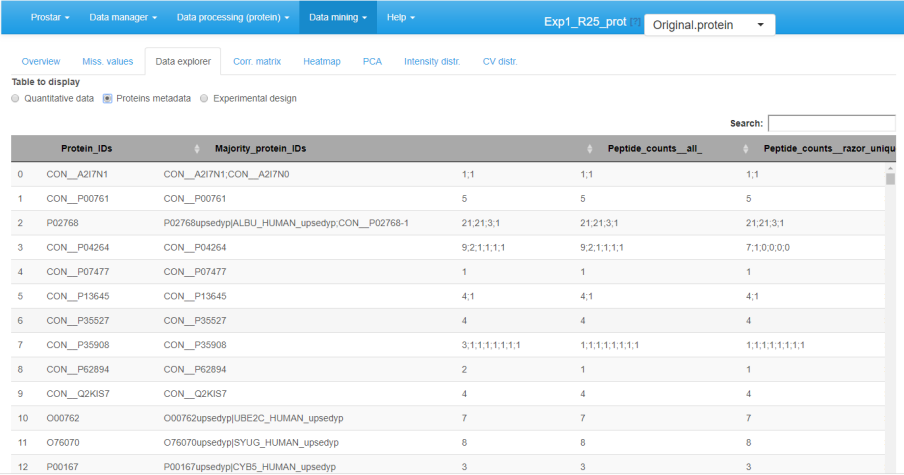 Prostar Data manager Data processing (protein) Data mining Help Exp1_R25_prot [?] Original.protein
Overview Miss. values Data explorer Corr. matrix Heatmap PCA Intensity distr. CV distr.
Table to display
Quantitative data Proteins metadata Experimental design
Search:
Protein_IDs Majority_protein_IDs Peptide_counts__all_ Peptide_counts__razor_uniqu
0 CON__A2I7N1 CON__A2I7N1;CON__A2I7N0 1;1 1;1 1;1
1 CON__P00761 CON__P00761 5 5 5
2 P02768 P02768upsedyp|ALBU_HUMAN_upsedyp;CON__P02768-1 21;21;3;1 21;21;3;1 21;21;3;1
3 CON__P04264 CON__P04264 9;2;1;1;1;1 9;2;1;1;1;1 7;1;0;0;0;0
4 CON__P07477 CON__P07477 1 1 1
5 CON__P13645 CON__P13645 4;1 4;1 4;1
6 CON__P35527 CON__P35527 4 4 4
7 CON__P35908 CON__P35908 3;1;1;1;1;1;1;1 1;1;1;1;1;1;1;1 1;1;1;1;1;1;1;1
8 CON__P62894 CON__P62894 2 1 1
9 CON__Q2KIS7 CON__Q2KIS7 4 4 4
10 O00762 O00762upsedyp|UBE2C_HUMAN_upsedyp 7 7 7
11 O76070 O76070upsedyp|SYUG_HUMAN_upsedyp 8 8 8
12 P00167 P00167upsedyp|CYB5_HUMAN_upsedyp 3 3 3